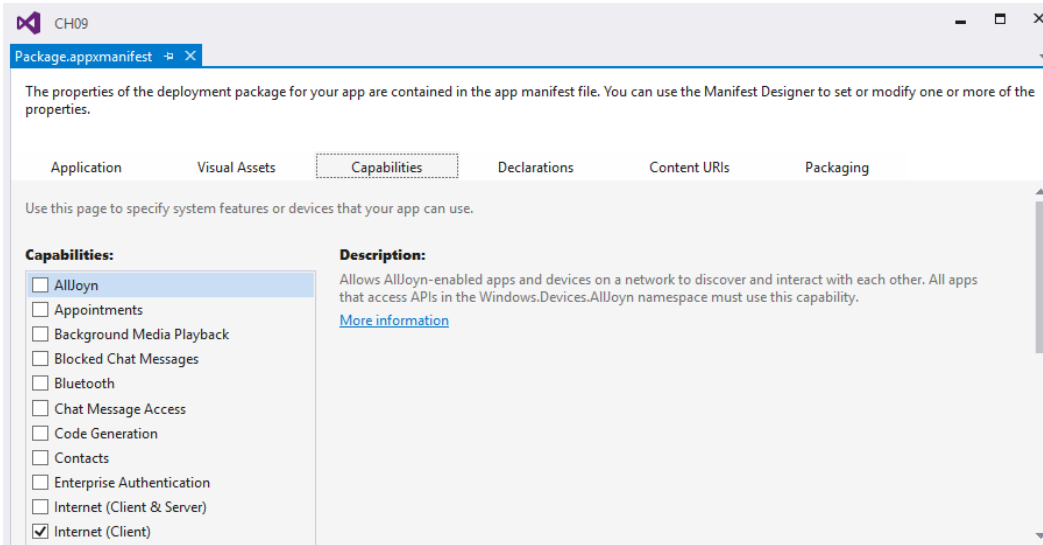 CH09
Package.appxmanifest
The properties of the deployment package for your app are contained in the app manifest file. You can use the Manifest Designer to set or modify one or more of the
properties.
Application Visual Assets Capabilities Declarations Content URIs Packaging
Use this page to specify system features or devices that your app can use.
Capabilities:
AllJoyn
Appointments
Background Media Playback
Blocked Chat Messages
Bluetooth
Chat Message Access
Code Generation
Contacts
Enterprise Authentication
Internet (Client & Server)
Internet (Client)
Description:
Allows AllJoyn-enabled apps and devices on a network to discover and interact with each other. All apps
that access APIs in the Windows.Devices.AllJoyn namespace must use this capability.
More information